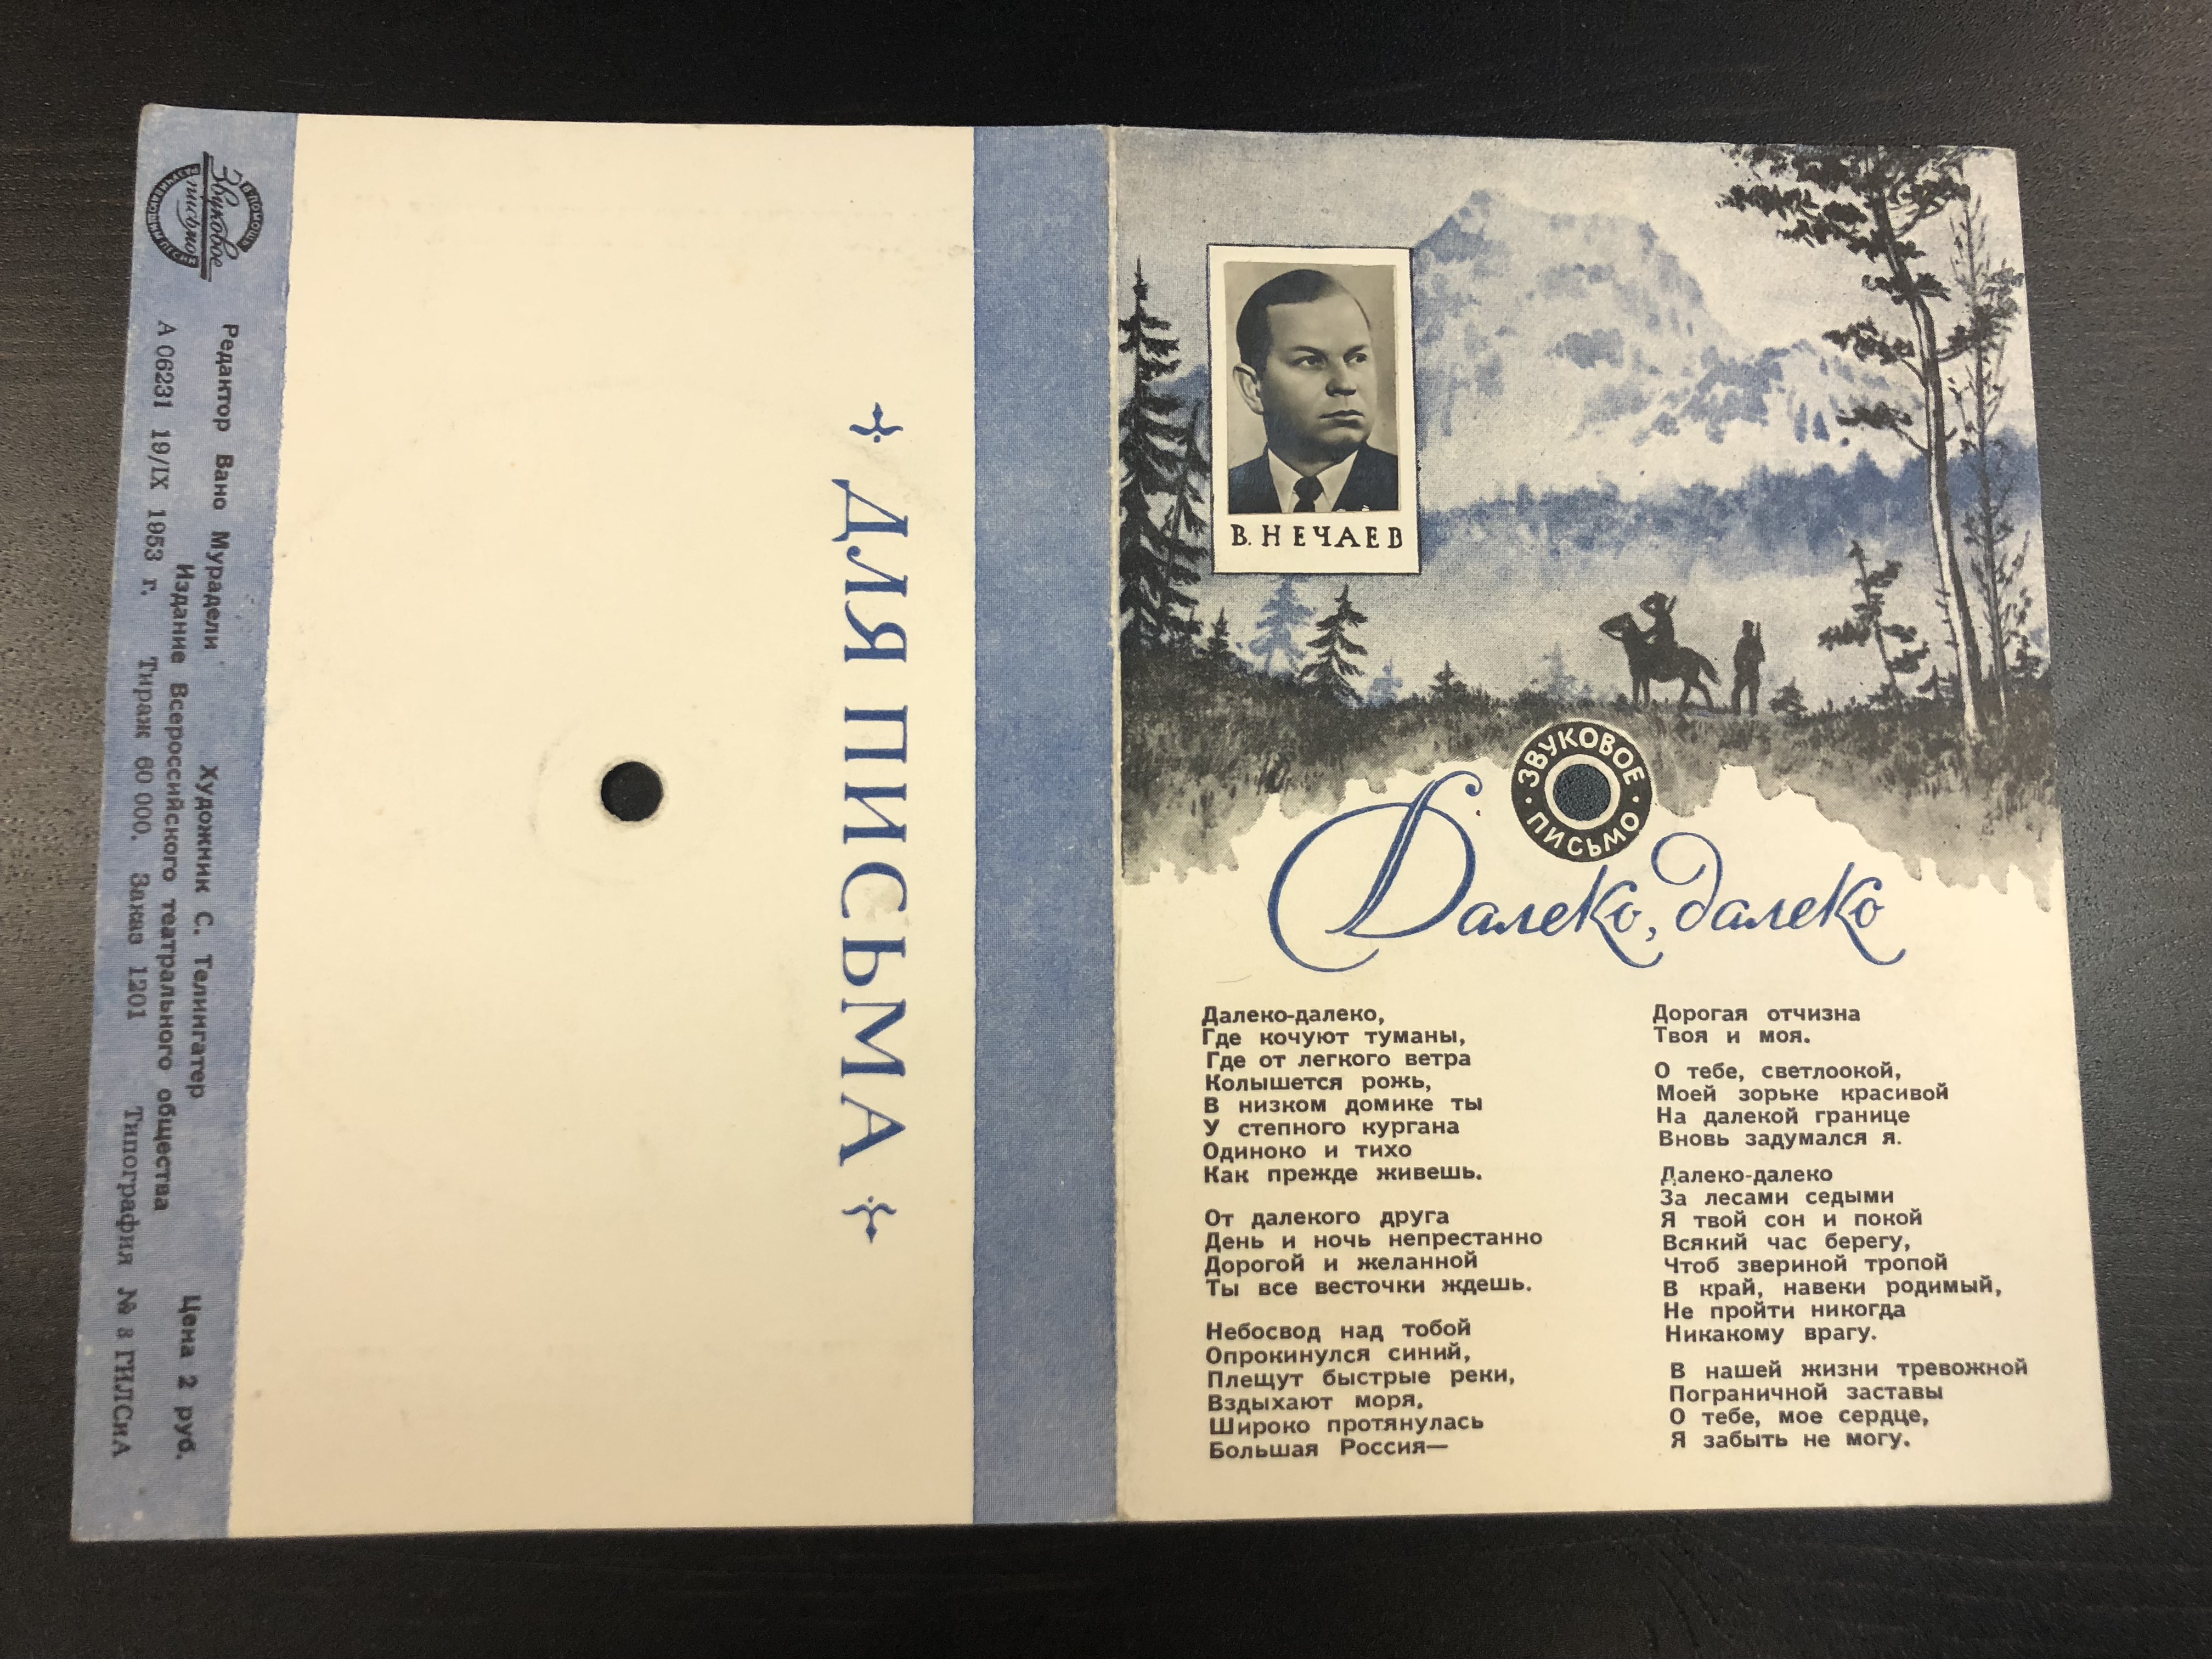 В ПОМОЩЬ
Звуковое
письмо
Редактор Вано Мурадели Художник С. Телингатер Цена 2 руб.
Издание Всероссийского театрального общества
А 06231 19/IX 1953 г. Тираж 60 000. Заказ 1201 Типография № 8 ГИЛСиА
ДЛЯ ПИСЬМА
В. НЕЧАЕВ
ЗВУКОВОЕ · ПИСЬМО ·
Далеко, далеко
Далеко-далеко,
Где кочуют туманы,
Где от легкого ветра
Колышется рожь,
В низком домике ты
У степного кургана
Одиноко и тихо
Как прежде живешь.
От далекого друга
День и ночь непрестанно
Дорогой и желанной
Ты все весточки ждешь.
Небосвод над тобой
Опрокинулся синий,
Плещут быстрые реки,
Вздыхают моря.
Широко протянулась
Большая Россия—
Дорогая отчизна
Твоя и моя.
О тебе, светлоокой,
Моей зорьке красивой
На далекой границе
Вновь задумался я.
Далеко-далеко
За лесами седыми
Я твой сон и покой
Всякий час берегу,
Чтоб звериной тропой
В край, навеки родимый,
Не пройти никогда
Никакому врагу.
В нашей жизни тревожной
Пограничной заставы
О тебе, мое сердце,
Я забыть не могу.